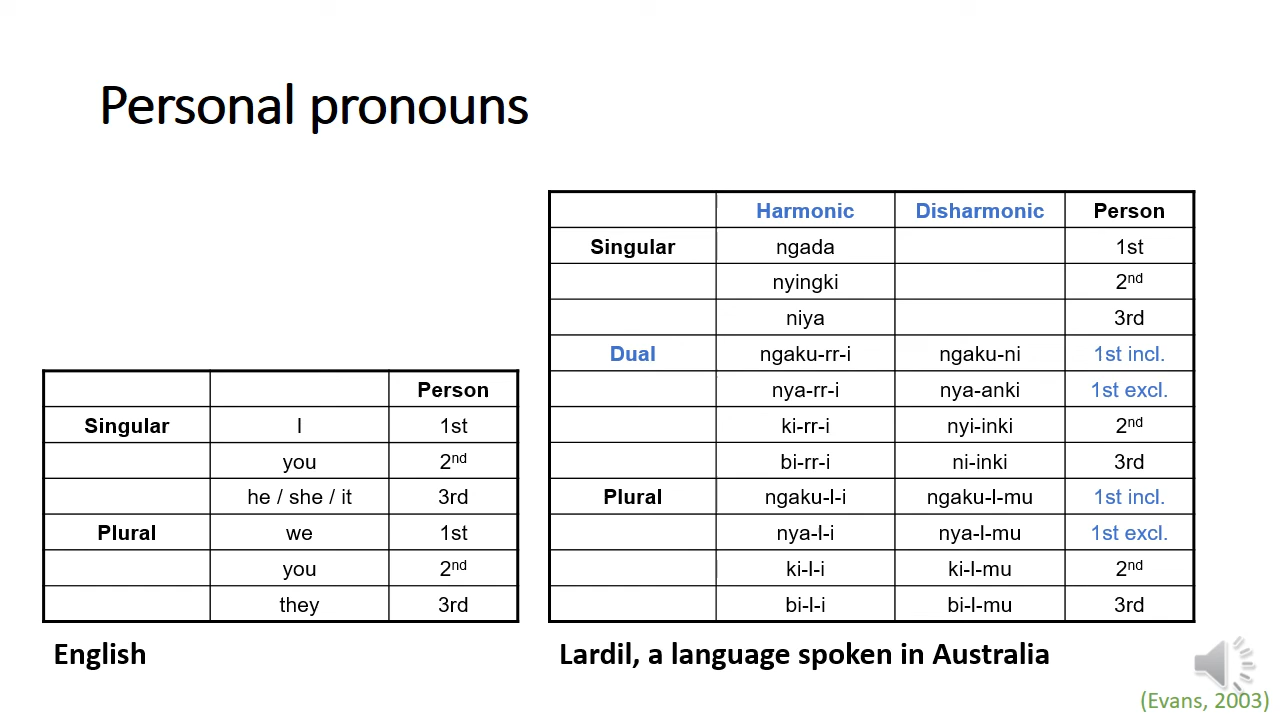 Personal pronouns
Person
Singular I 1st
you 2nd
he / she / it 3rd
Plural we 1st
you 2nd
they 3rd
English
Harmonic Disharmonic Person
Singular ngada 1st
nyingki 2nd
niya 3rd
Dual ngaku-rr-i ngaku-ni 1st incl.
nya-rr-i nya-anki 1st excl.
ki-rr-i nyi-inki 2nd
bi-rr-i ni-inki 3rd
Plural ngaku-l-i ngaku-l-mu 1st incl.
nya-l-i nya-l-mu 1st excl.
ki-l-i ki-l-mu 2nd
bi-l-i bi-l-mu 3rd
Lardil, a language spoken in Australia
(Evans, 2003)